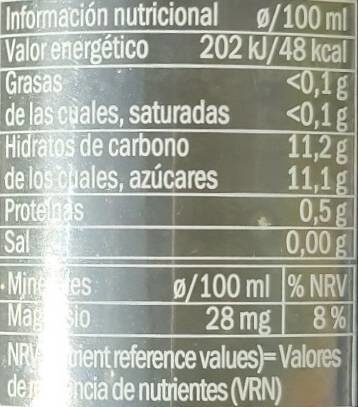 Información nutricional ø/100 ml
Valor energético 202 kJ/48 kcal
Grasas <0,1 g
de las cuales, saturadas <0,1 g
Hidratos de carbono 11,2 g
de los cuales, azúcares 11,1 g
Proteínas 0,5 g
Sal 0,00 g
ø/100 ml % NRV
28 mg 8 %
reference values)= Valores
de nutrientes (VRN)